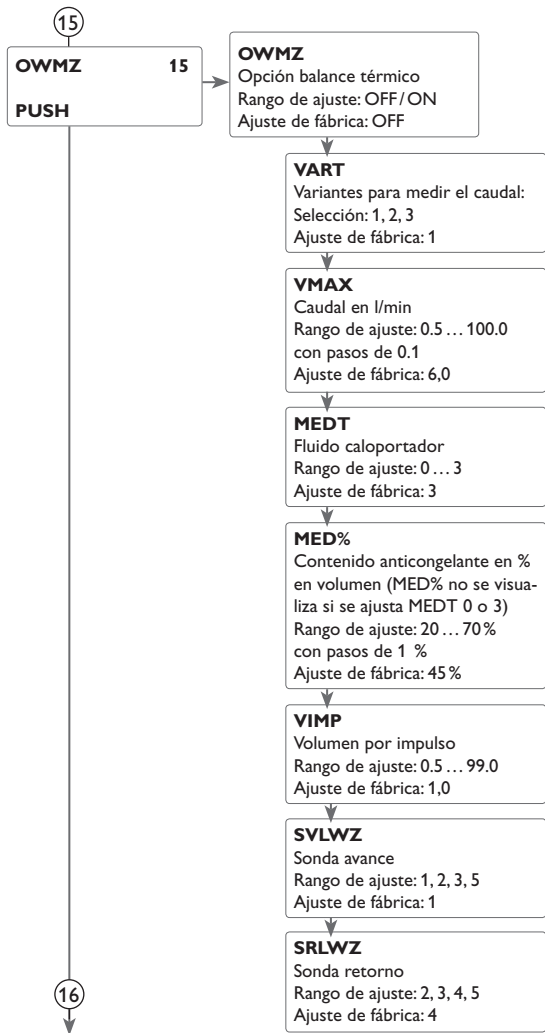 15
OWMZ 15
PUSH
OWMZ
Opción balance térmico
Rango de ajuste: OFF/ON
Ajuste de fábrica: OFF
VART
Variantes para medir el caudal:
Selección: 1, 2, 3
Ajuste de fábrica: 1
VMAX
Caudal en l/min
Rango de ajuste: 0.5 ... 100.0
con pasos de 0.1
Ajuste de fábrica: 6,0
MEDT
Fluido caloportador
Rango de ajuste: 0 ... 3
Ajuste de fábrica: 3
MED%
Contenido anticongelante en %
en volumen (MED% no se visua-
liza si se ajusta MEDT 0 o 3)
Rango de ajuste: 20 ... 70%
con pasos de 1 %
Ajuste de fábrica: 45%
VIMP
Volumen por impulso
Rango de ajuste: 0.5 ... 99.0
Ajuste de fábrica: 1,0
SVLWZ
Sonda avance
Rango de ajuste: 1, 2, 3, 5
Ajuste de fábrica: 1
SRLWZ
Sonda retorno
Rango de ajuste: 2, 3, 4, 5
Ajuste de fábrica: 4
16